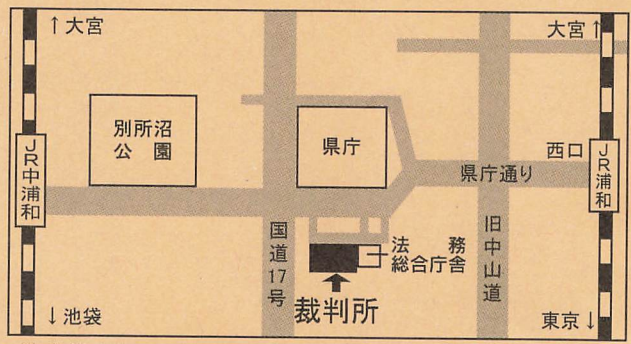 ↑大宮
大宮↑
別所沼
公園
県庁
西口
JR中浦和
JR浦和
県庁通り
国道17号
旧中山道
法務
総合庁舎
裁判所
↓池袋
東京↓